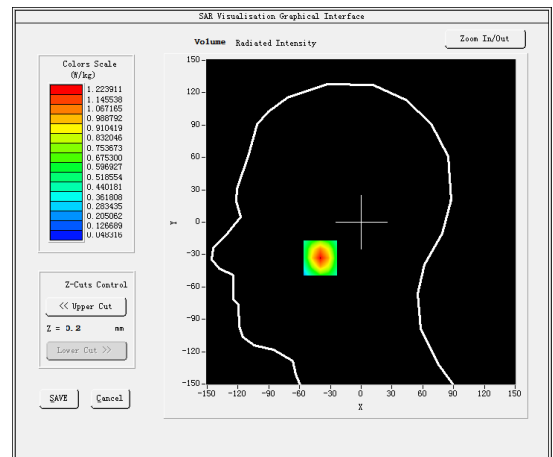 SAR Visualisation Graphical Interface
Volume Radiated Intensity
Zoom In/Out
Colors Scale
(W/kg)
1.223911
1.145538
1.067165
0.988792
0.910419
0.832046
0.753673
0.675300
0.596927
0.518554
0.440181
0.361808
0.283435
0.205062
0.126689
0.048316
Z-Cuts Control
<< Upper Cut
Z = 0.2 mm
Lower Cut >>
SAVE Cancel
150
120
90
60
30
0
-30
-60
-90
-120
-150
Y
-150 -120 -90 -60 -30 0 30 60 90 120 150
X